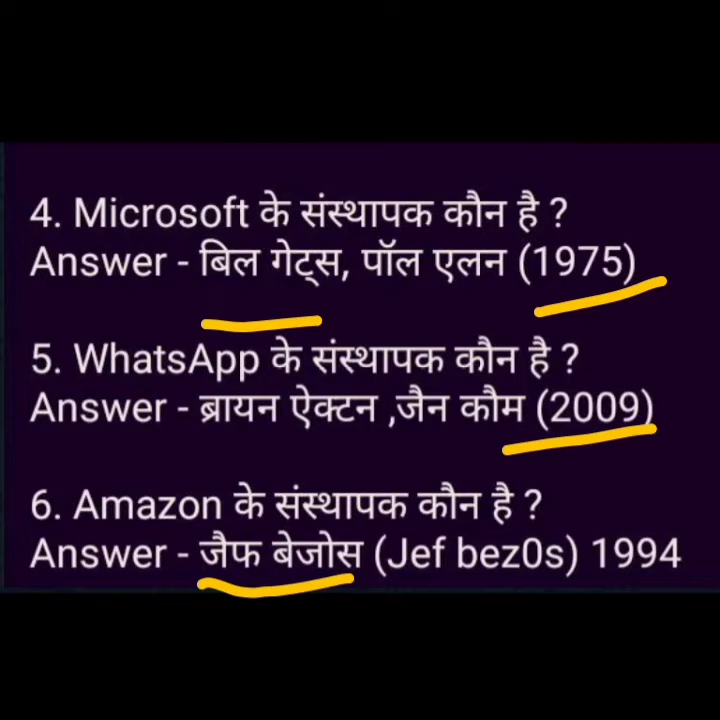 4. Microsoft के संस्थापक कौन है ?
Answer - बिल गेट्स, पॉल एलन (1975)
5. WhatsApp के संस्थापक कौन है ?
Answer - ब्रायन ऐक्टन ,जैन कौम (2009)
6. Amazon के संस्थापक कौन है ?
Answer - जैफ बेजोस (Jef bez0s) 1994